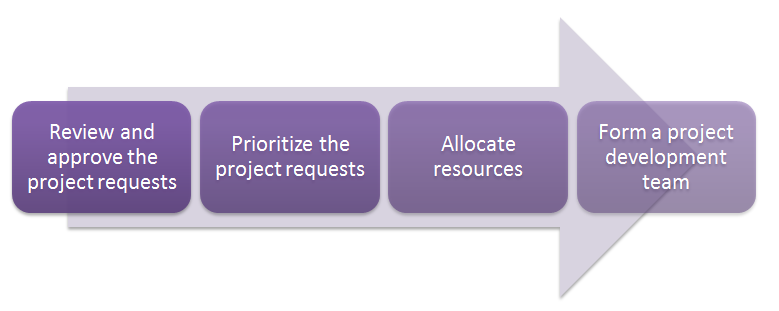 Review and
approve the
project requests
Prioritize the
project requests
Allocate
resources
Form a project
development
team